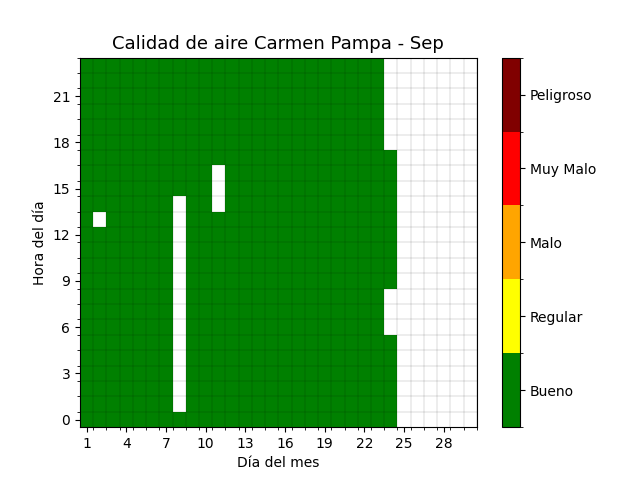 Calidad de aire Carmen Pampa - Sep
Hora del día
21
18
15
12
9
6
3
0
1 4 7 10 13 16 19 22 25 28
Día del mes
Peligroso
Muy Malo
Malo
Regular
Bueno